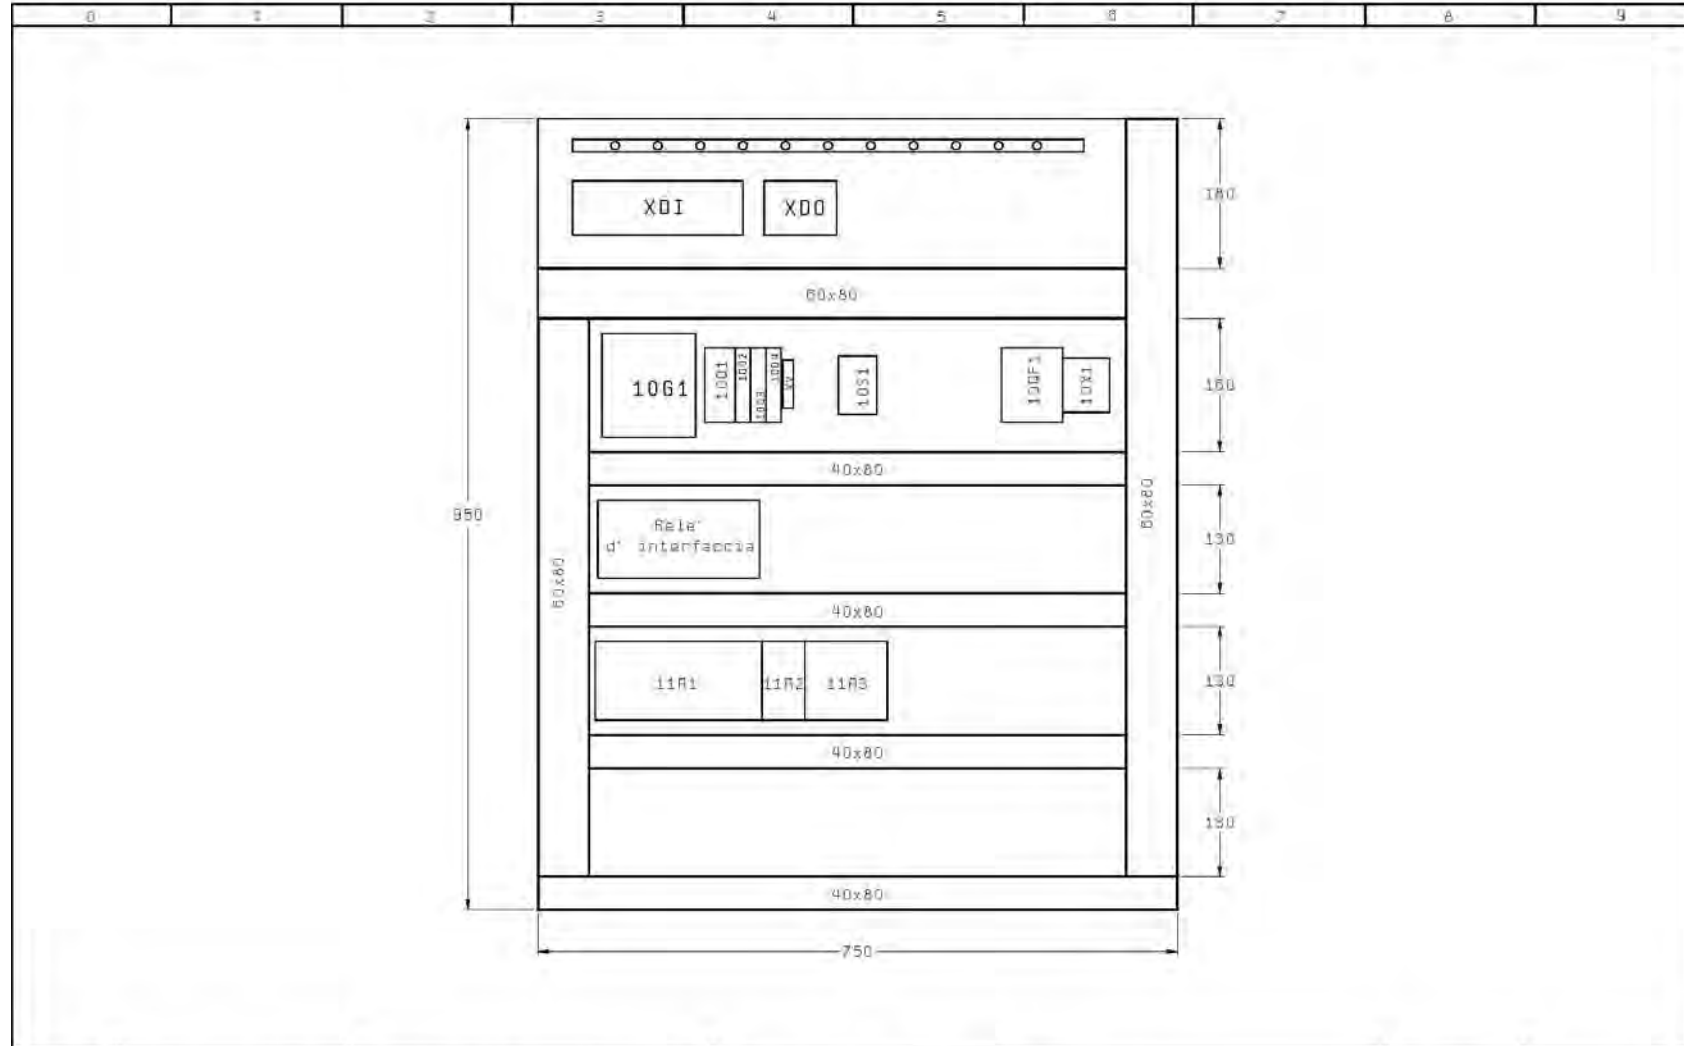 0 1 2 3 4 5 6 7 8 9
XDI XDO
180
60x80
10G1 10Q1 10Q2 10Q3 10Q4 10S1 10QF1 10X1
160
40x80
950
60x80
Rele'
d' interfaccia
130
60x80
40x80
11A1 11A2 11A3
130
40x80
130
40x80
750